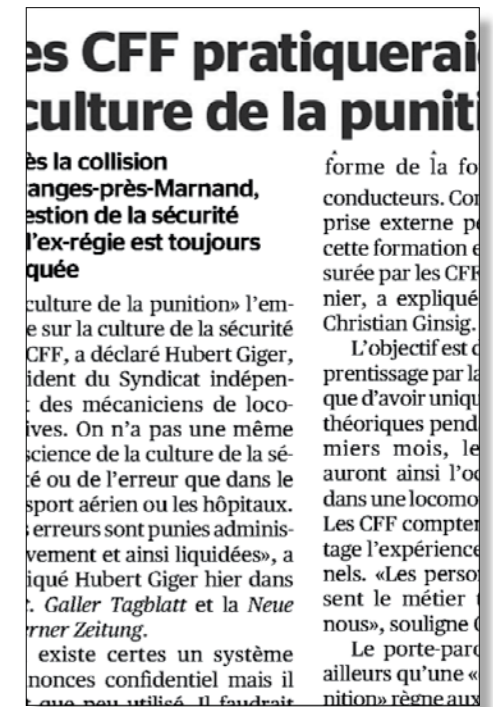 es CFF pratiquerai
culture de la puniti
ès la collision
anges-près-Marnand,
estion de la sécurité
l'ex-régie est toujours
quée
culture de la punition» l'em-
e sur la culture de la sécurité
CFF, a déclaré Hubert Giger,
ident du Syndicat indépen-
t des mécaniciens de loco-
ives. On n'a pas une même
science de la culture de la sé-
té ou de l'erreur que dans le
sport aérien ou les hôpitaux.
s erreurs sont punies adminis-
vement et ainsi liquidées», a
iqué Hubert Giger hier dans
t. Galler Tagblatt et la Neue
rner Zeitung.
existe certes un système
nonces confidentiel mais il
t que peu utilisé. Il faudrait
forme de la fo
conducteurs. Con
prise externe pe
cette formation e
surée par les CFF
nier, a expliqué
Christian Ginsig.
L'objectif est d
prentissage par la
que d'avoir uniqu
théoriques pend
miers mois, le
auront ainsi l'oc
dans une locomo
Les CFF compter
tage l'expérience
nels. «Les perso
sent le métier t
nous», souligne C
Le porte-parc
ailleurs qu'une «
nition» règne aux